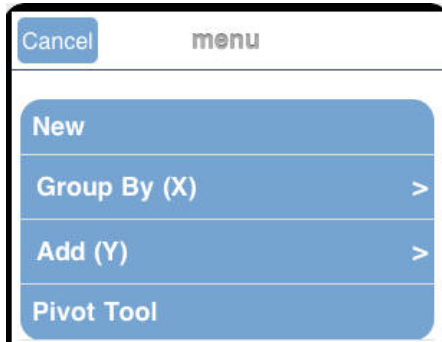 Cancel menu
New
Group By (X) >
Add (Y) >
Pivot Tool